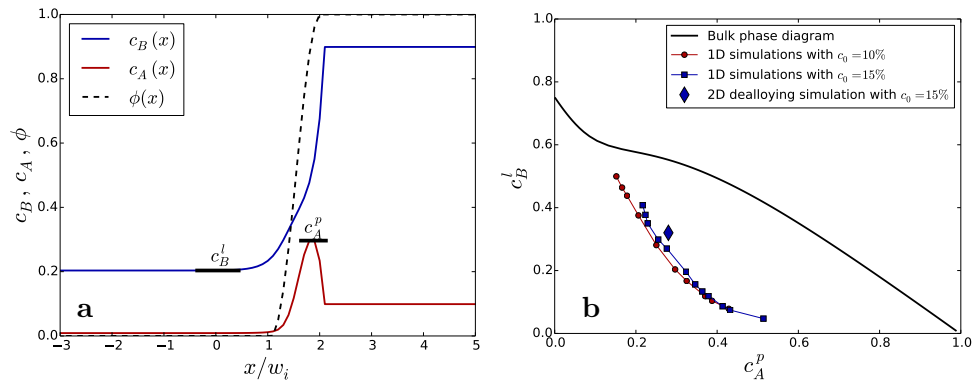 1.0
0.8
0.6
0.4
0.2
0.0
c_B , c_A , ϕ
c_B (x)
c_A (x)
ϕ(x)
c_B^l
c_A^p
a
−3
−2
−1
0
1
2
3
4
5
x/w_i
1.0
0.8
0.6
0.4
0.2
0.0
c_B^l
Bulk phase diagram
1D simulations with c_0 =10%
1D simulations with c_0 =15%
2D dealloying simulation with c_0 =15%
b
0.0
0.2
0.4
0.6
0.8
1.0
c_A^p